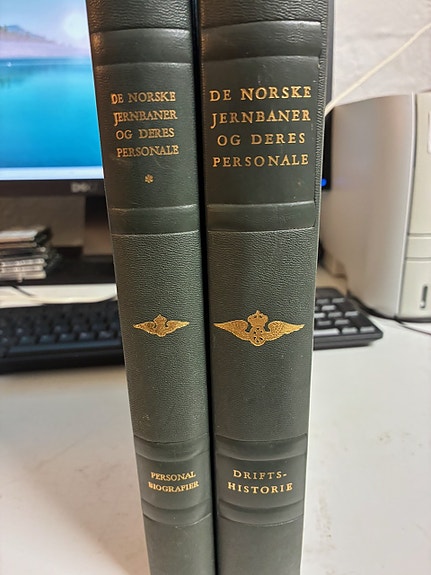 DE NORSKE
JERNBANER
OG DERES
PERSONALE
*
PERSONAL
BIOGRAFIER
DE NORSKE
JERNBANER
OG DERES
PERSONALE
DRIFTS-
HISTORIE
DELL